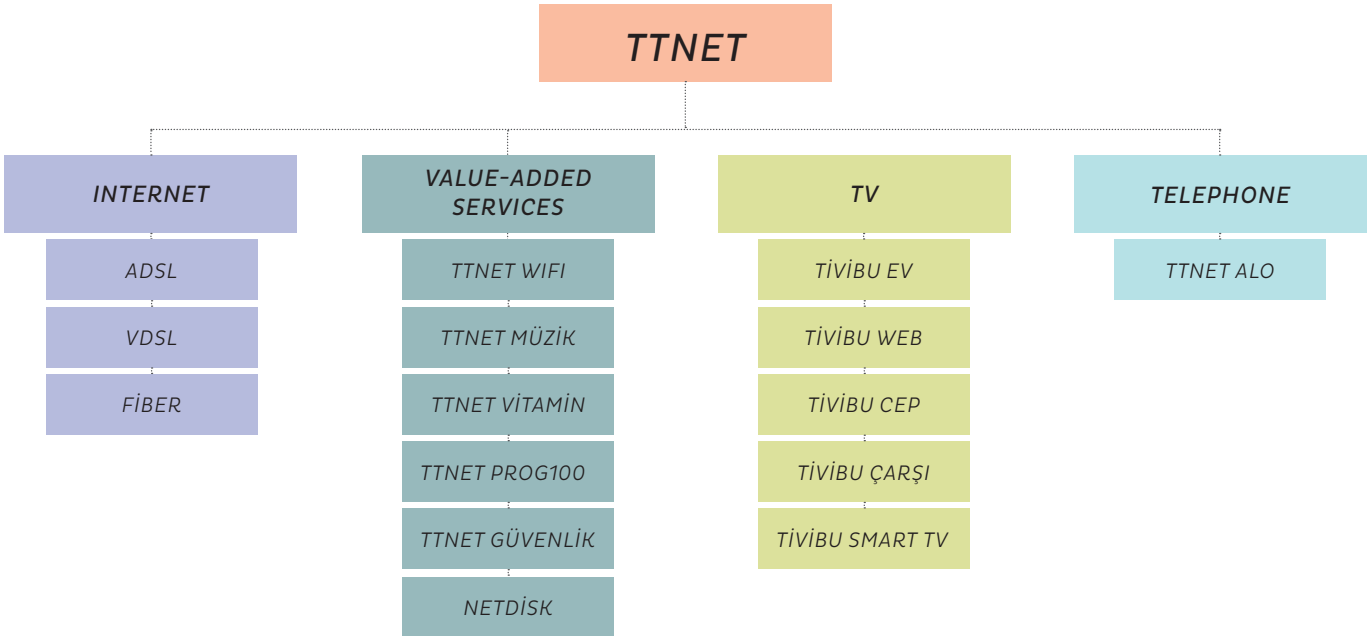 TTNET
INTERNET
ADSL
VDSL
FİBER
VALUE-ADDED
SERVICES
TTNET WIFI
TTNET MÜZİK
TTNET VİTAMİN
TTNET PROG100
TTNET GÜVENLİK
NETDİSK
TV
TİVİBU EV
TİVİBU WEB
TİVİBU CEP
TİVİBU ÇARŞI
TİVİBU SMART TV
TELEPHONE
TTNET ALO